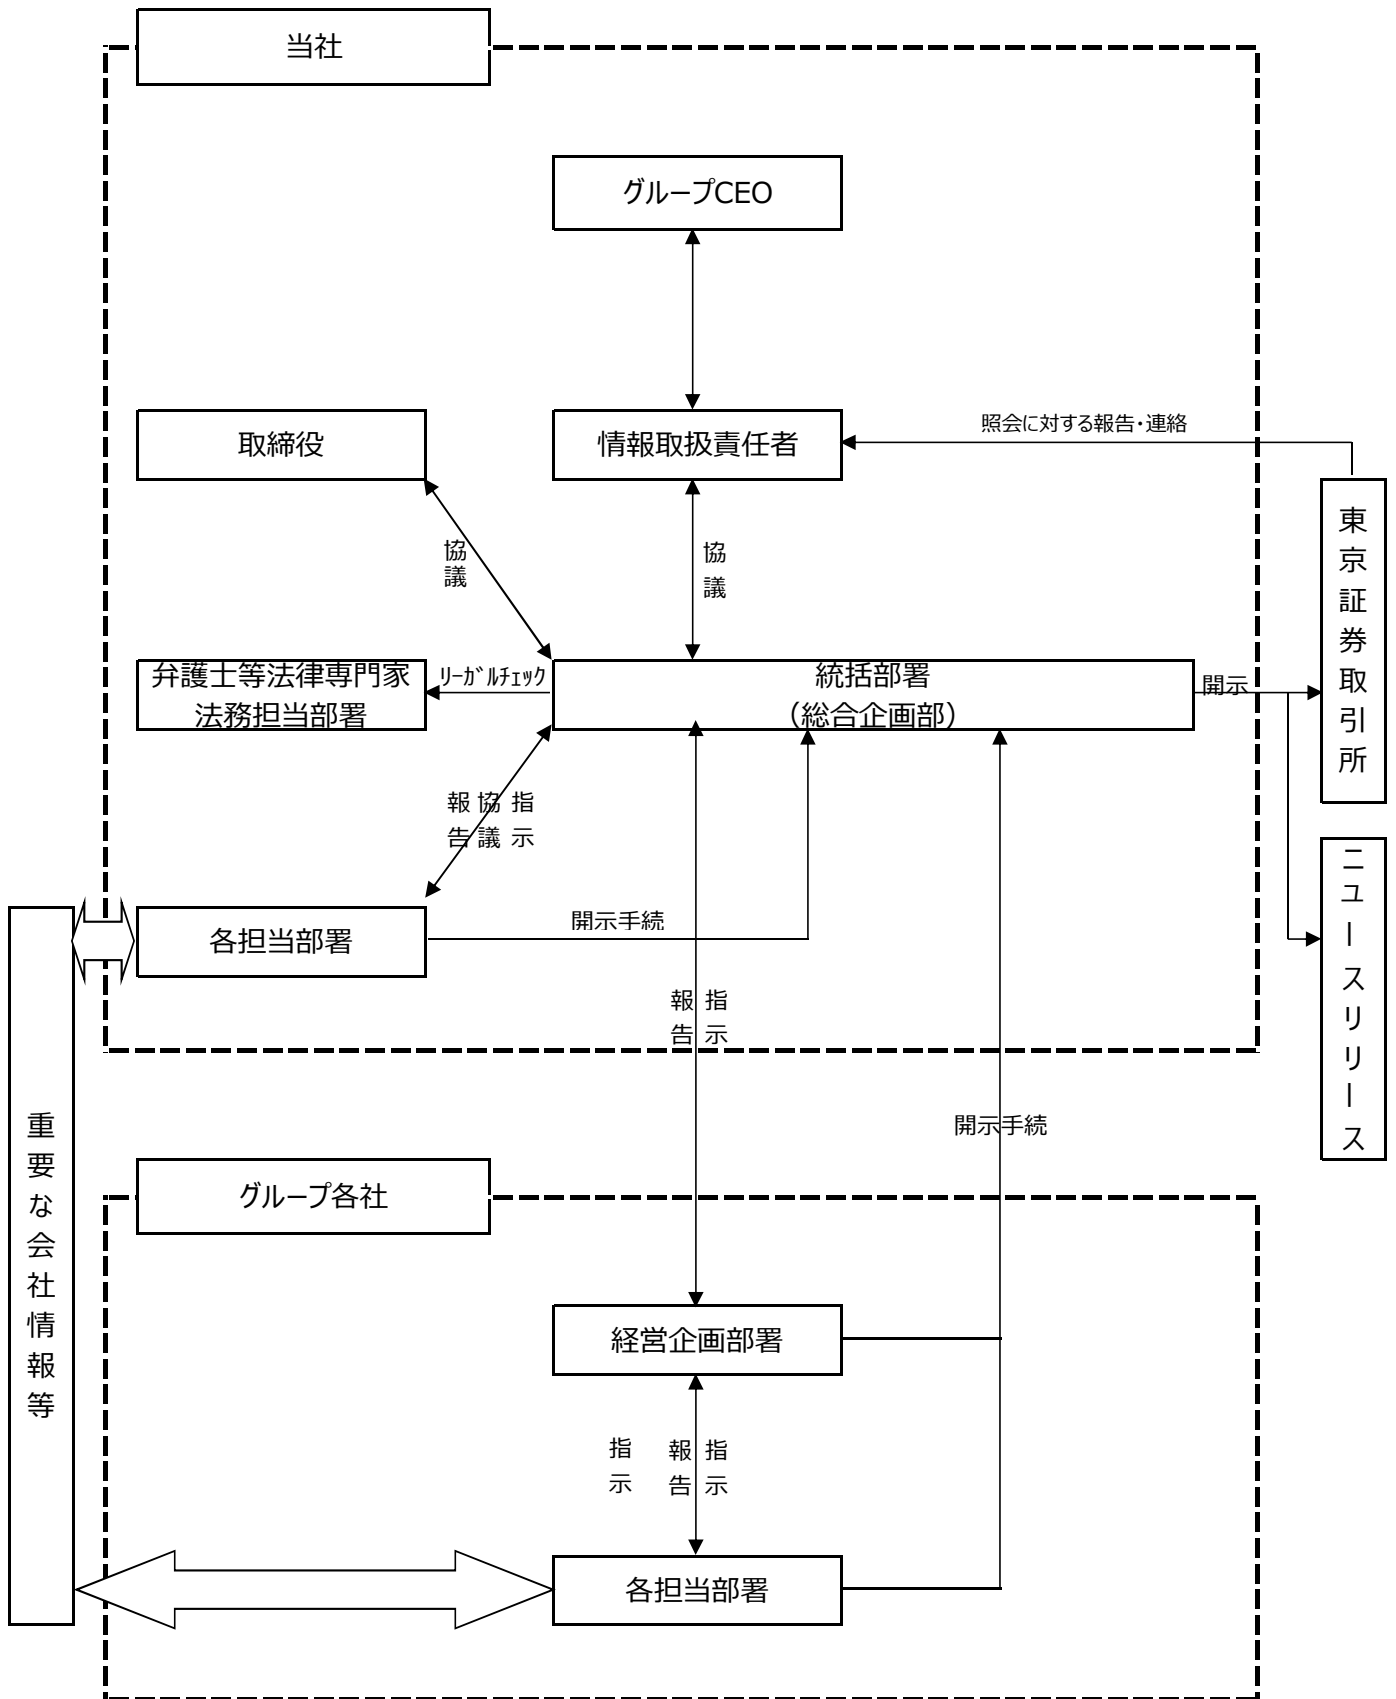 当社
グループCEO
取締役
情報取扱責任者
照会に対する報告・連絡
東京証券取引所
協議
協議
弁護士等法律専門家
法務担当部署
ﾘｰｶﾞﾙﾁｪｯｸ
統括部署
（総合企画部）
開示
報告
協議
指示
ニュースリリース
各担当部署
開示手続
報告
指示
重要な会社情報等
開示手続
グループ各社
経営企画部署
指示
報告
指示
各担当部署